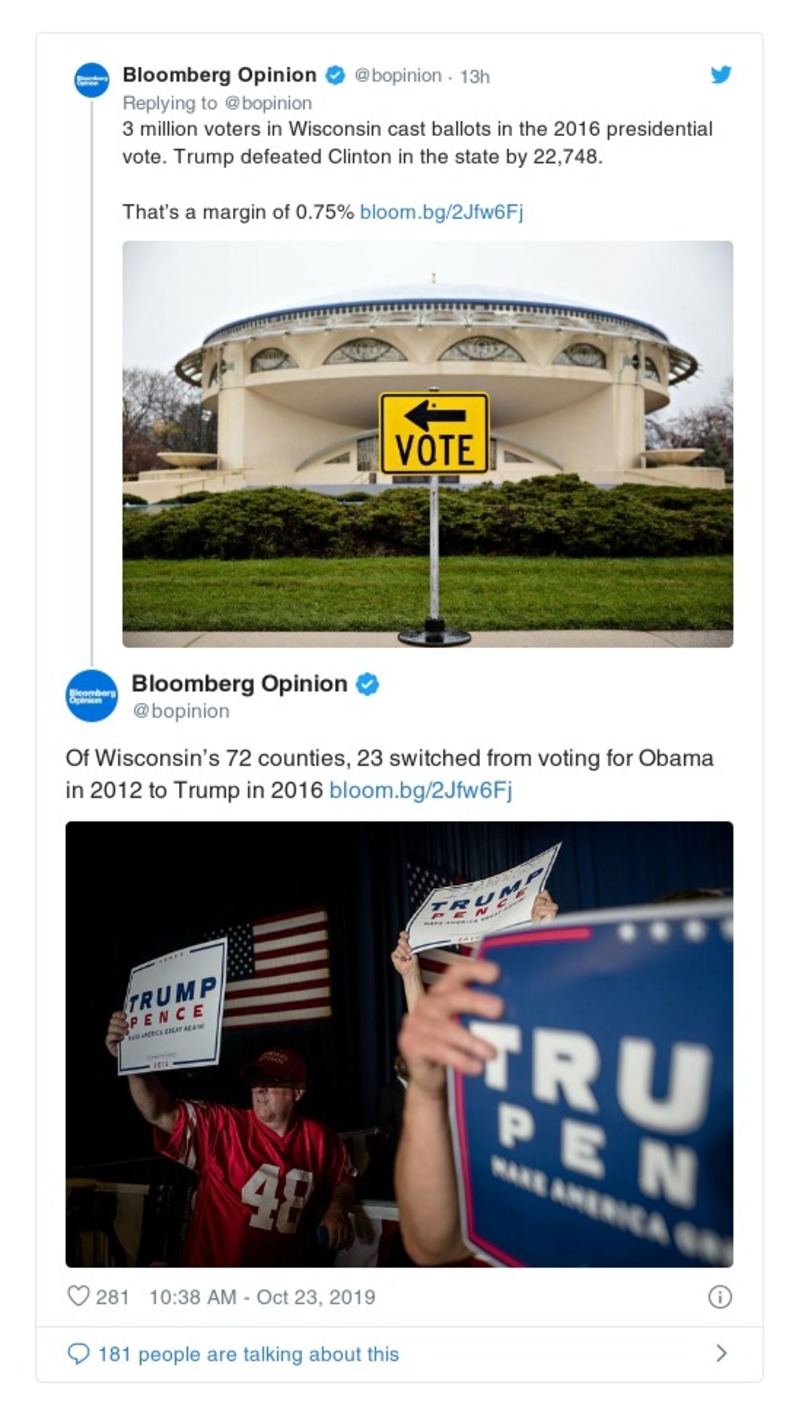 Bloomberg Opinion @bopinion · 13h
Replying to @bopinion
3 million voters in Wisconsin cast ballots in the 2016 presidential
vote. Trump defeated Clinton in the state by 22,748.
That's a margin of 0.75% bloom.bg/2Jfw6Fj
VOTE
Bloomberg
Opinion
Bloomberg Opinion
@bopinion
Of Wisconsin's 72 counties, 23 switched from voting for Obama
in 2012 to Trump in 2016 bloom.bg/2Jfw6Fj
TRUMP
PENCE
MAKE AMERICA GREAT AGAIN!
2016
TRUMP
PENCE
MAKE AMERICA GREAT AGAIN!
48
TRU
PEN
MAKE AMERICA GR
281 10:38 AM - Oct 23, 2019
181 people are talking about this